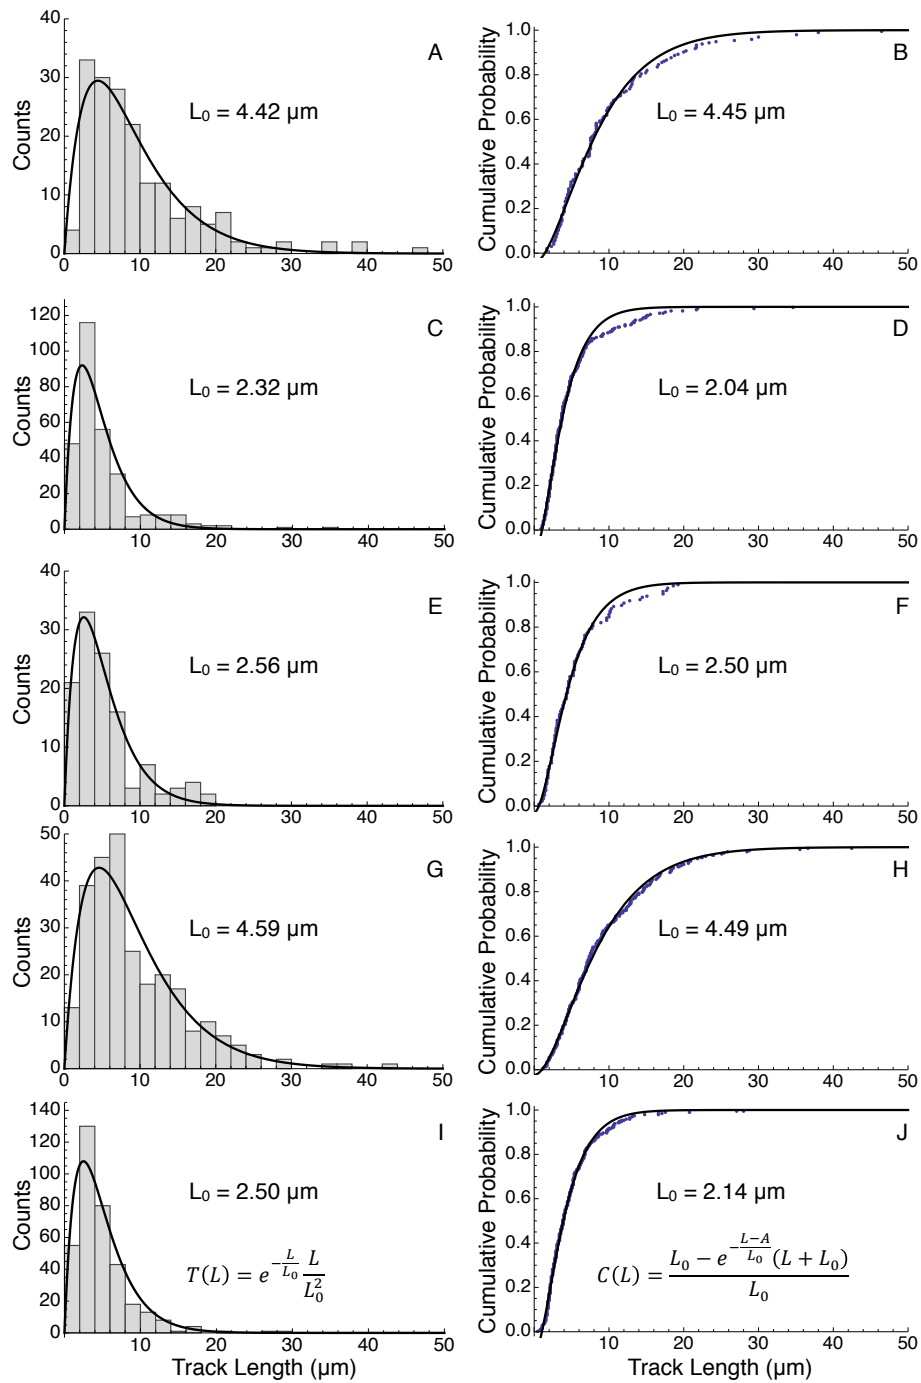 A
L₀ = 4.42 µm
Counts
0 10 20 30 40
0 10 20 30 40 50
B
L₀ = 4.45 µm
Cumulative Probability
0.0 0.2 0.4 0.6 0.8 1.0
10 20 30 40 50
C
L₀ = 2.32 µm
Counts
0 20 40 60 80 100 120
0 10 20 30 40 50
D
L₀ = 2.04 µm
Cumulative Probability
0.0 0.2 0.4 0.6 0.8 1.0
10 20 30 40 50
E
L₀ = 2.56 µm
Counts
0 10 20 30 40
0 10 20 30 40 50
F
L₀ = 2.50 µm
Cumulative Probability
0.0 0.2 0.4 0.6 0.8 1.0
10 20 30 40 50
G
L₀ = 4.59 µm
Counts
0 10 20 30 40 50
0 10 20 30 40 50
H
L₀ = 4.49 µm
Cumulative Probability
0.0 0.2 0.4 0.6 0.8 1.0
10 20 30 40 50
I
L₀ = 2.50 µm
T(L) = e^(-L/L₀) L/L₀²
Counts
0 20 40 60 80 100 120 140
0 10 20 30 40 50
Track Length (µm)
J
L₀ = 2.14 µm
C(L) = (L₀ − e^(-(L−A)/L₀)(L + L₀))/L₀
Cumulative Probability
0.0 0.2 0.4 0.6 0.8 1.0
10 20 30 40 50
Track Length (µm)